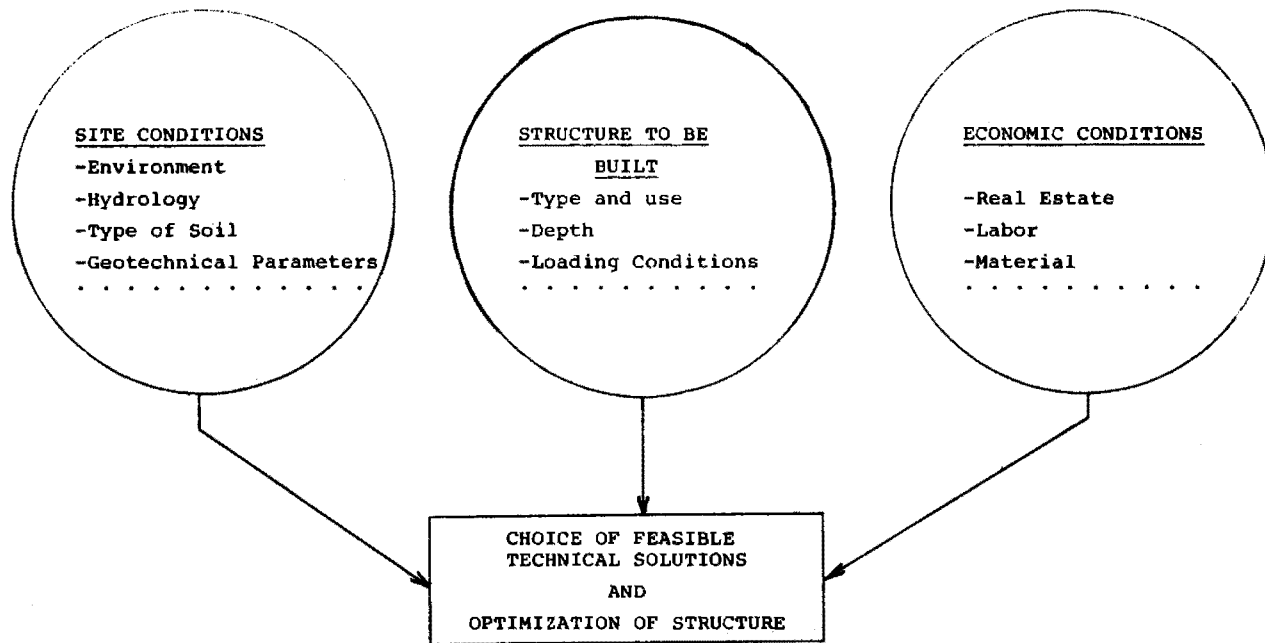 SITE CONDITIONS
-Environment
-Hydrology
-Type of Soil
-Geotechnical Parameters
. . . . . . . . . . . . .
STRUCTURE TO BE
BUILT
-Type and use
-Depth
-Loading Conditions
. . . . . . . . . . .
ECONOMIC CONDITIONS
-Real Estate
-Labor
-Material
. . . . . . . . . .
CHOICE OF FEASIBLE
TECHNICAL SOLUTIONS
AND
OPTIMIZATION OF STRUCTURE